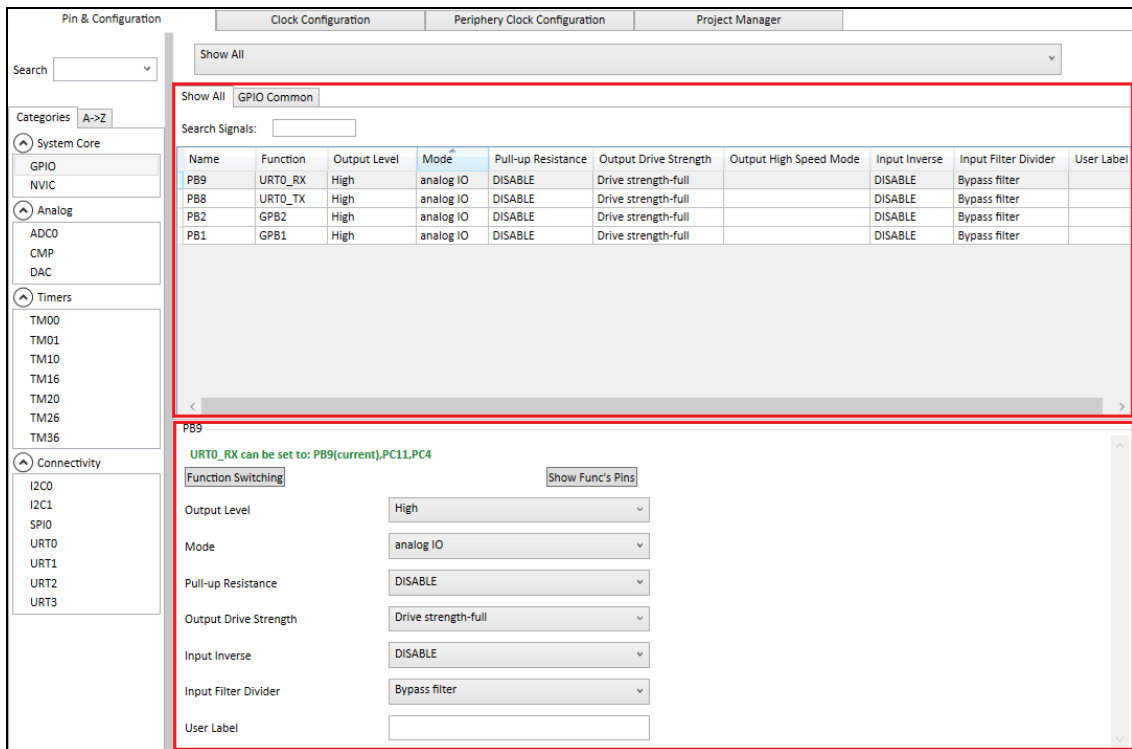 Pin & Configuration Clock Configuration Periphery Clock Configuration Project Manager
Show All
Search
Show All GPIO Common
Categories A->Z
Search Signals:
System Core
GPIO
NVIC
Analog
ADC0
CMP
DAC
Timers
TM00
TM01
TM10
TM16
TM20
TM26
TM36
Connectivity
I2C0
I2C1
SPI0
URT0
URT1
URT2
URT3
Name Function Output Level Mode Pull-up Resistance Output Drive Strength Output High Speed Mode Input Inverse Input Filter Divider User Label
PB9 URT0_RX High analog IO DISABLE Drive strength-full DISABLE Bypass filter
PB8 URT0_TX High analog IO DISABLE Drive strength-full DISABLE Bypass filter
PB2 GPB2 High analog IO DISABLE Drive strength-full DISABLE Bypass filter
PB1 GPB1 High analog IO DISABLE Drive strength-full DISABLE Bypass filter
PB9
URT0_RX can be set to: PB9(current),PC11,PC4
Function Switching Show Func's Pins
Output Level High
Mode analog IO
Pull-up Resistance DISABLE
Output Drive Strength Drive strength-full
Input Inverse DISABLE
Input Filter Divider Bypass filter
User Label